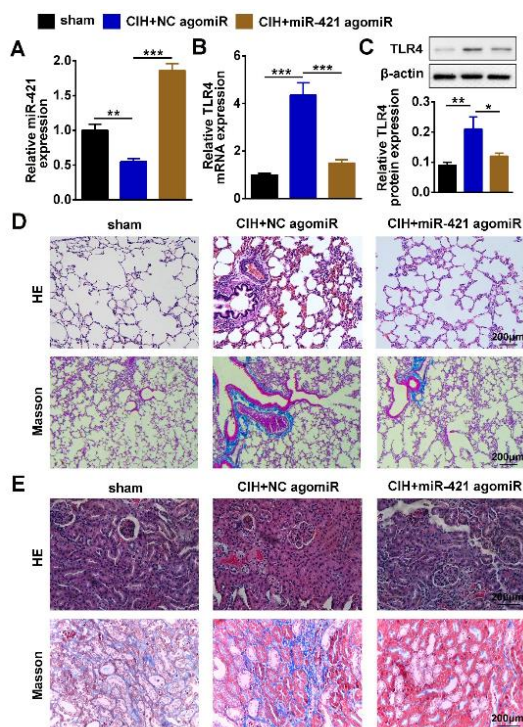 sham
CIH+NC agomiR
CIH+miR-421 agomiR
A
Relative miR-421
expression
2.0
1.5
1.0
0.5
0.0
**
***
B
Relative TLR4
mRNA expression
6
4
2
0
***
***
C
TLR4
β-actin
Relative TLR4
protein expression
0.3
0.2
0.1
0.0
**
*
D
sham
CIH+NC agomiR
CIH+miR-421 agomiR
HE
200μm
Masson
200μm
E
sham
CIH+NC agomiR
CIH+miR-421 agomiR
HE
200μm
Masson
200μm